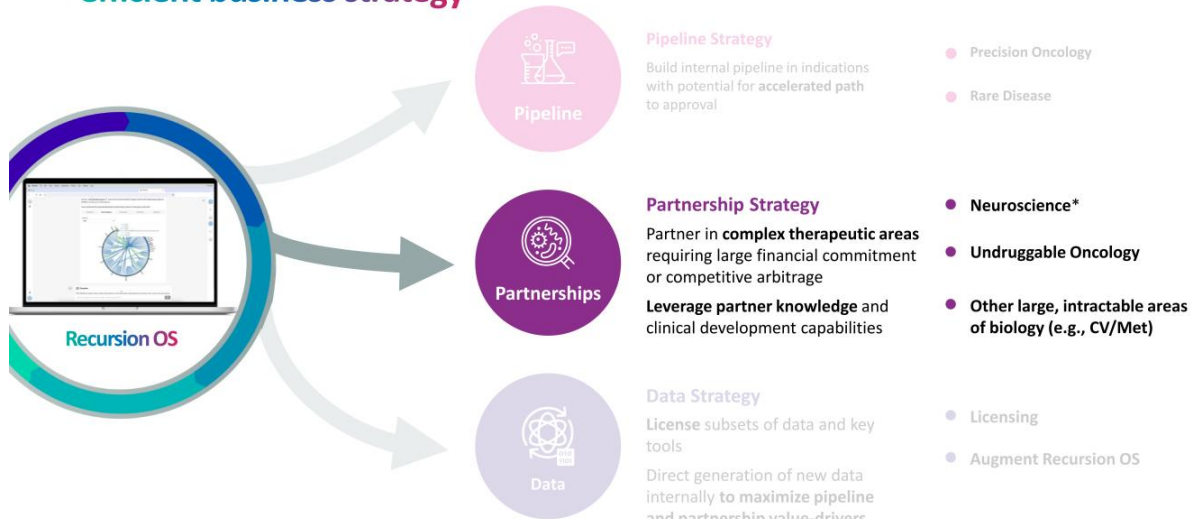 efficient business strategy
Pipeline
Pipeline Strategy
Build internal pipeline in indications
with potential for accelerated path
to approval
Precision Oncology
Rare Disease
Recursion OS
Partnerships
Partnership Strategy
Partner in complex therapeutic areas
requiring large financial commitment
or competitive arbitrage
Leverage partner knowledge and
clinical development capabilities
Neuroscience*
Undruggable Oncology
Other large, intractable areas
of biology (e.g., CV/Met)
Data
Data Strategy
License subsets of data and key
tools
Direct generation of new data
internally to maximize pipeline
and partnership value-drivers
Licensing
Augment Recursion OS